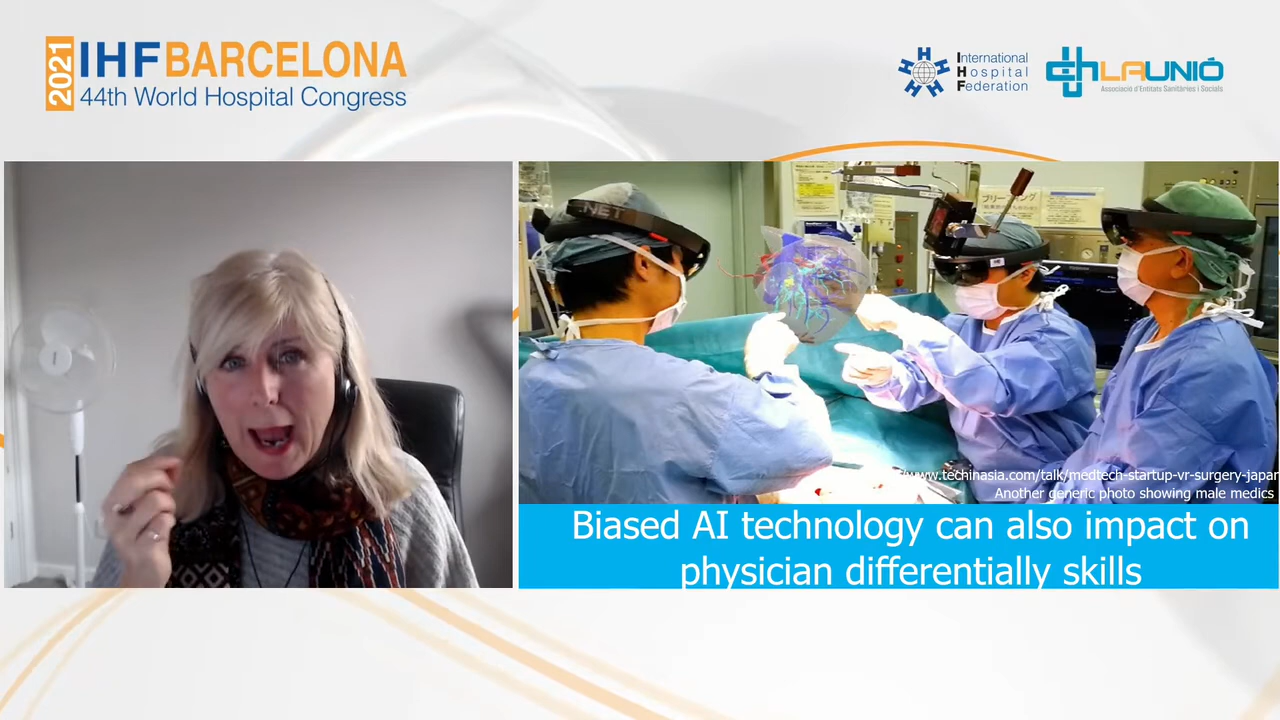 2021
IHF BARCELONA
44th World Hospital Congress
International
Hospital
Federation
LAUNIÓ
Associació d'Entitats Sanitàries i Socials
www.techinasia.com/talk/medtech-startup-vr-surgery-japan
Another generic photo showing male medics
Biased AI technology can also impact on
physician differentially skills